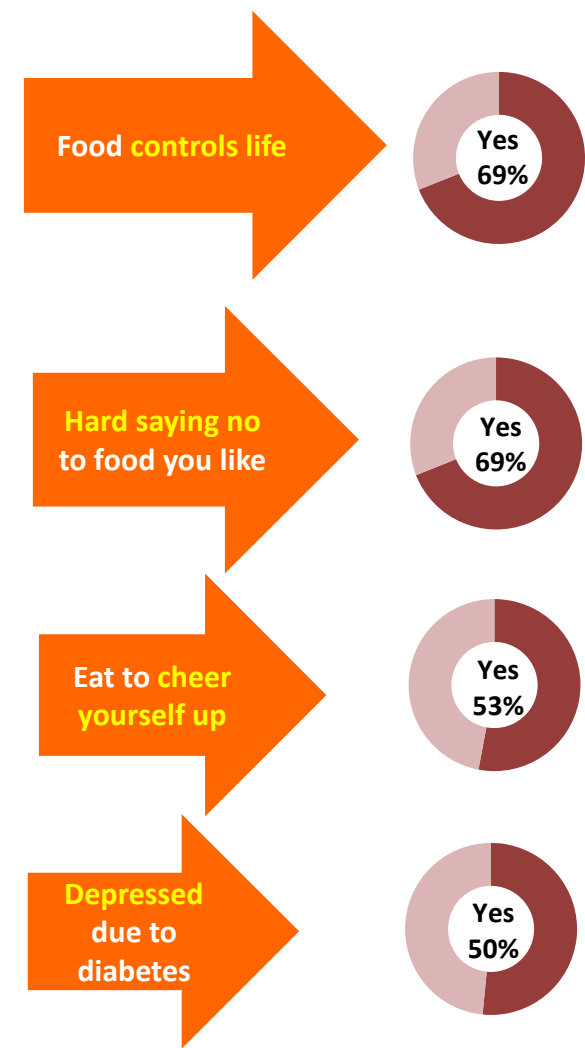 Food controls life
Yes
69%
Hard saying no
to food you like
Yes
69%
Eat to cheer
yourself up
Yes
53%
Depressed
due to
diabetes
Yes
50%